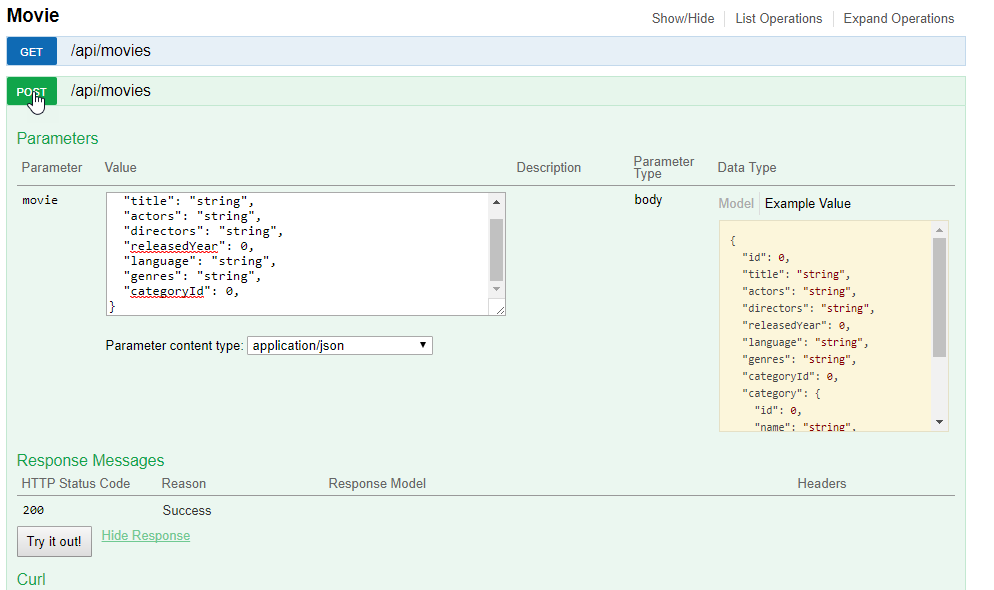 Movie
Show/Hide List Operations Expand Operations
GET /api/movies
POST /api/movies
Parameters
Parameter Value Description Parameter Type Data Type
movie
"title": "string",
"actors": "string",
"directors": "string",
"releasedYear": 0,
"language": "string",
"genres": "string",
"categoryId": 0,
}
Parameter content type: application/json
body
Model Example Value
{
"id": 0,
"title": "string",
"actors": "string",
"directors": "string",
"releasedYear": 0,
"language": "string",
"genres": "string",
"categoryId": 0,
"category": {
"id": 0,
"name": "string",
Response Messages
HTTP Status Code Reason Response Model Headers
200 Success
Try it out! Hide Response
Curl